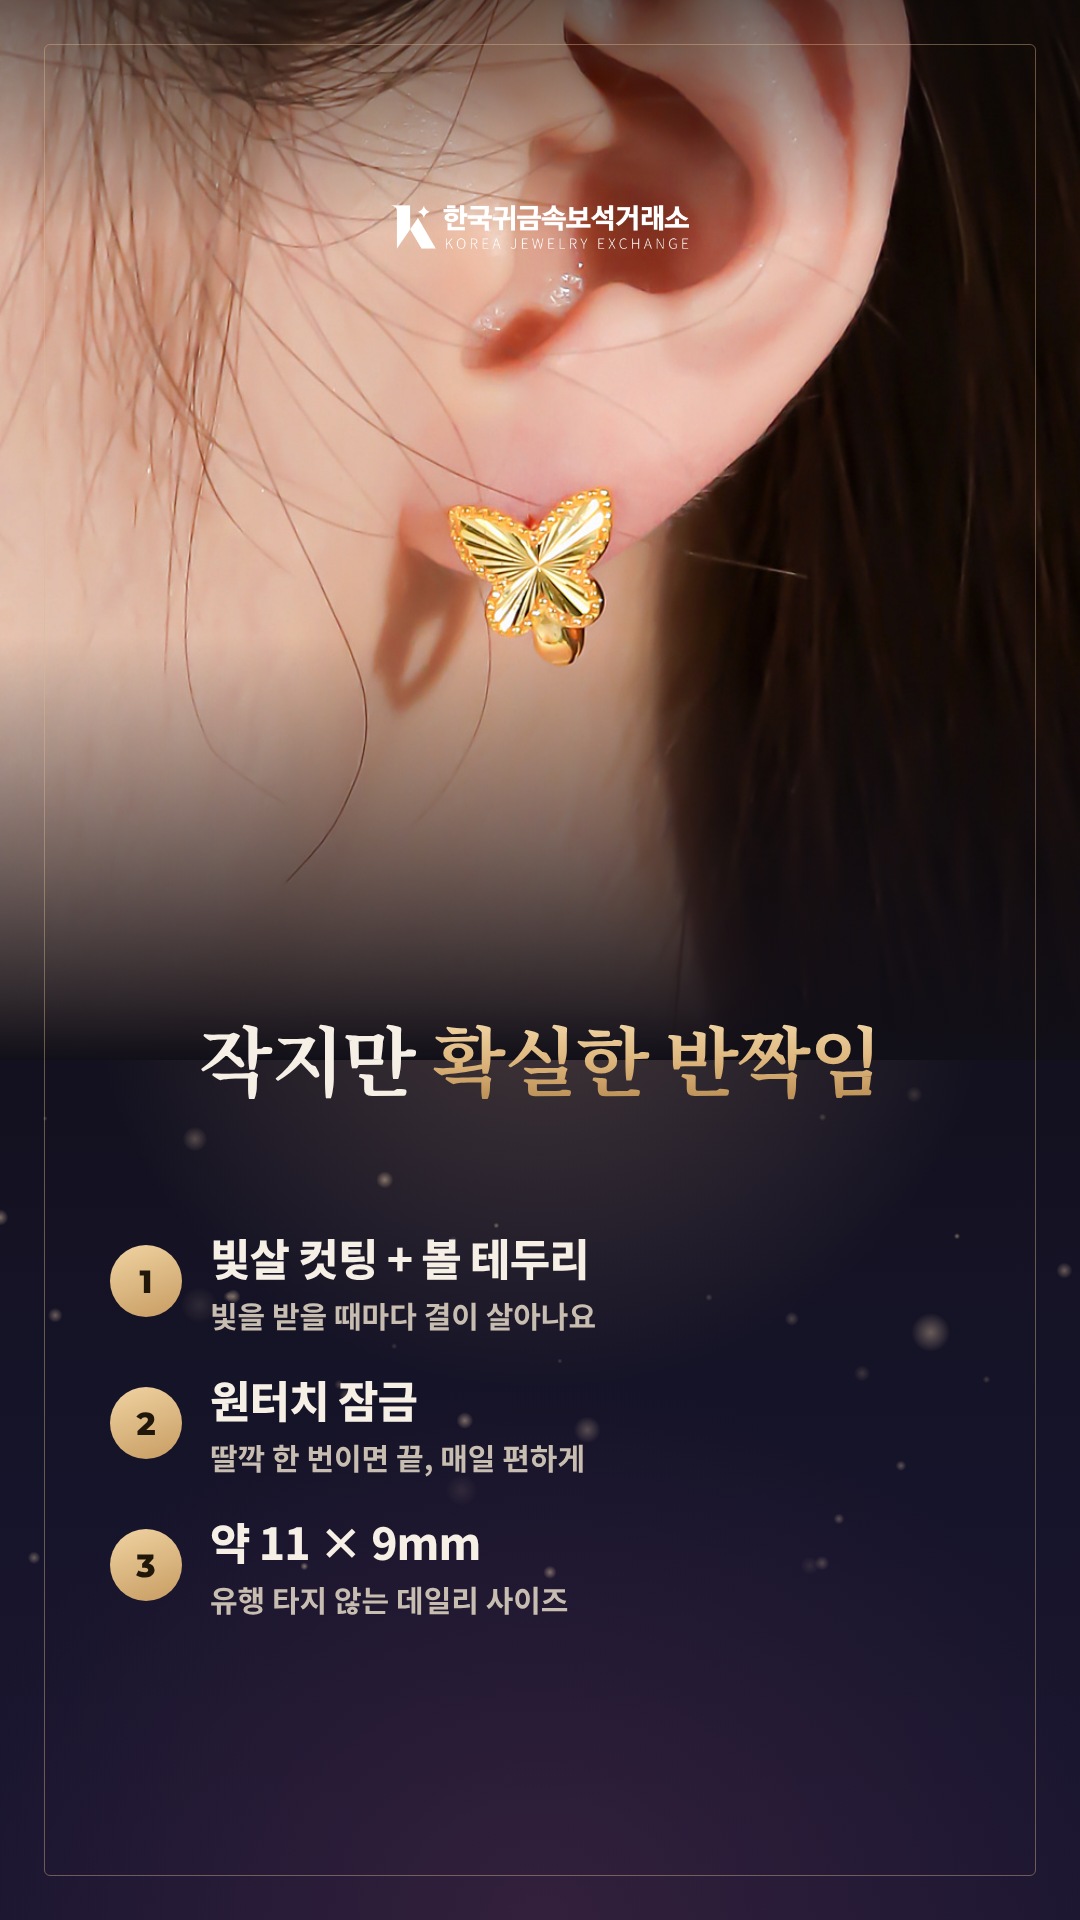 한국귀금속보석거래소
KOREA JEWELRY EXCHANGE
작지만 확실한 반짝임
1
빛살 컷팅 + 볼 테두리
빛을 받을 때마다 결이 살아나요
2
원터치 잠금
딸깍 한 번이면 끝, 매일 편하게
3
약 11 × 9mm
유행 타지 않는 데일리 사이즈